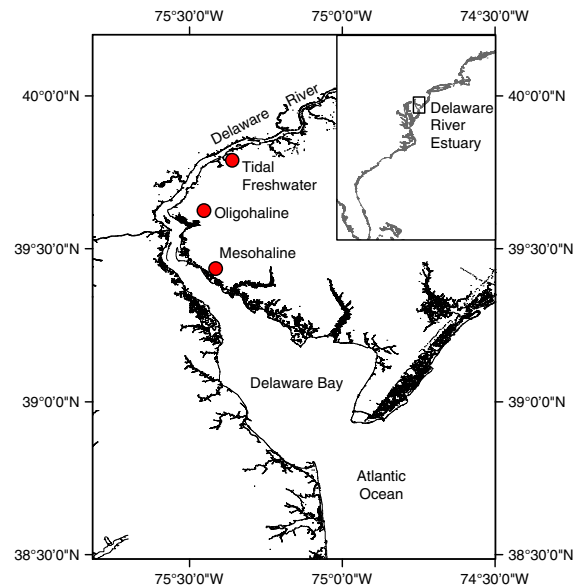 75°30'0"W 75°0'0"W 74°30'0"W
40°0'0"N 40°0'0"N
Delaware River
Delaware
River
Estuary
Tidal
Freshwater
Oligohaline
Mesohaline
39°30'0"N 39°30'0"N
Delaware Bay
39°0'0"N 39°0'0"N
Atlantic
Ocean
38°30'0"N 38°30'0"N
75°30'0"W 75°0'0"W 74°30'0"W